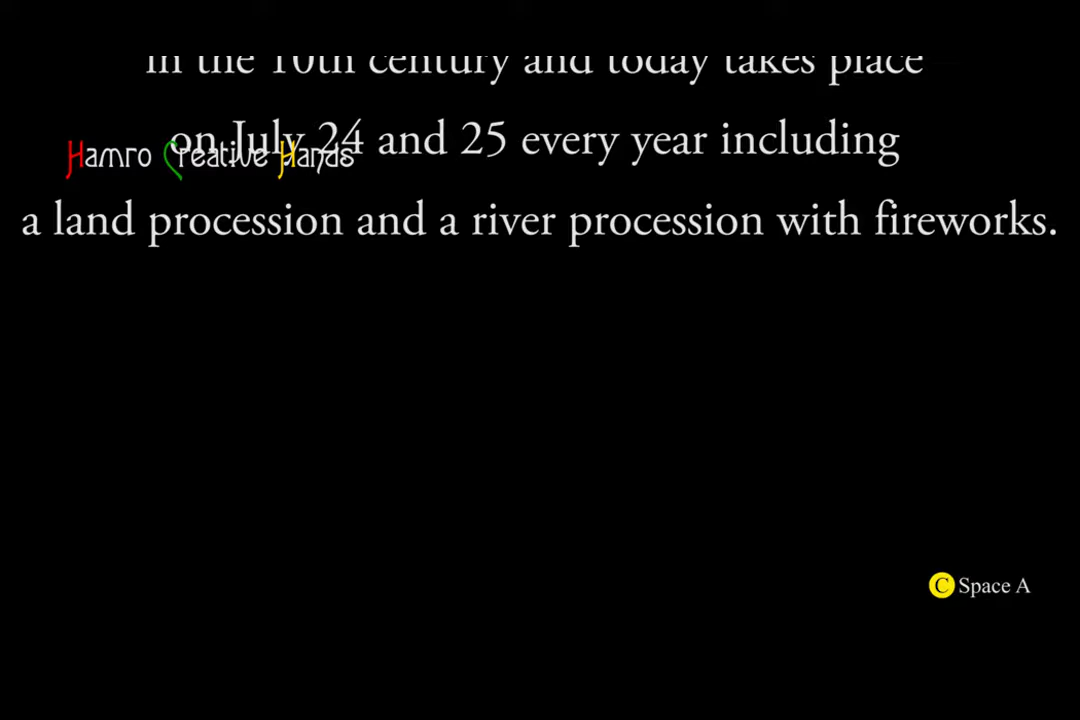 in the 10th century and today takes place
on July 24 and 25 every year including
Hamro Creative Hands
a land procession and a river procession with fireworks.
C Space A